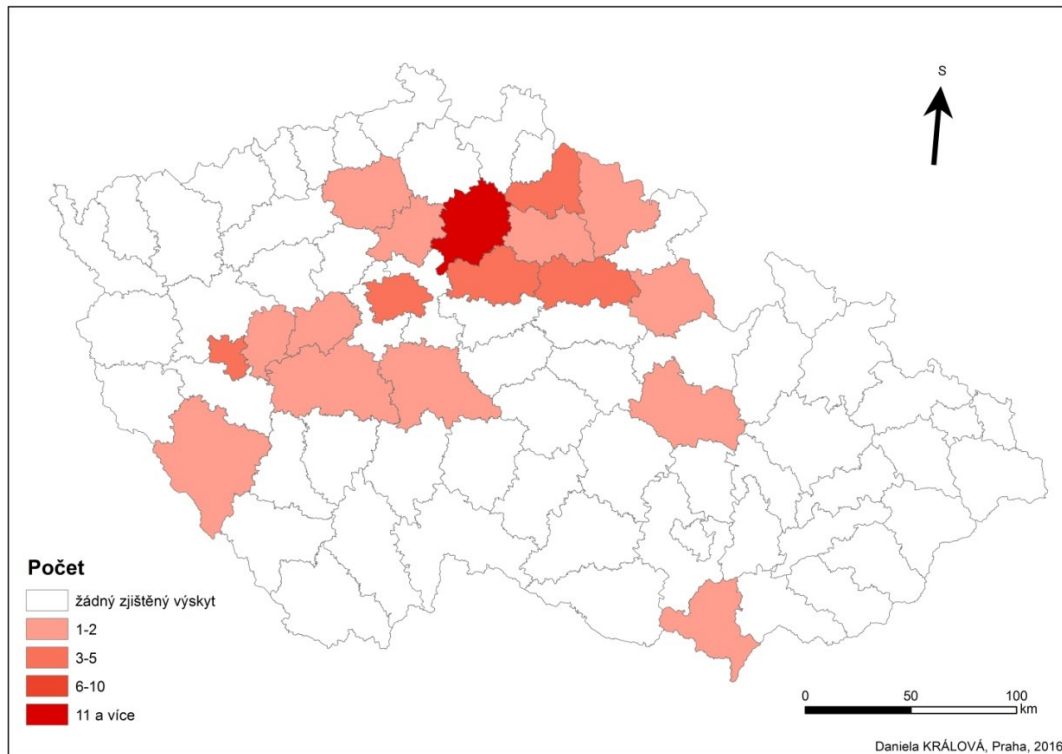 S
Počet
žádný zjištěný výskyt
1-2
3-5
6-10
11 a více
0 50 100
km
Daniela KRÁLOVÁ, Praha, 2016